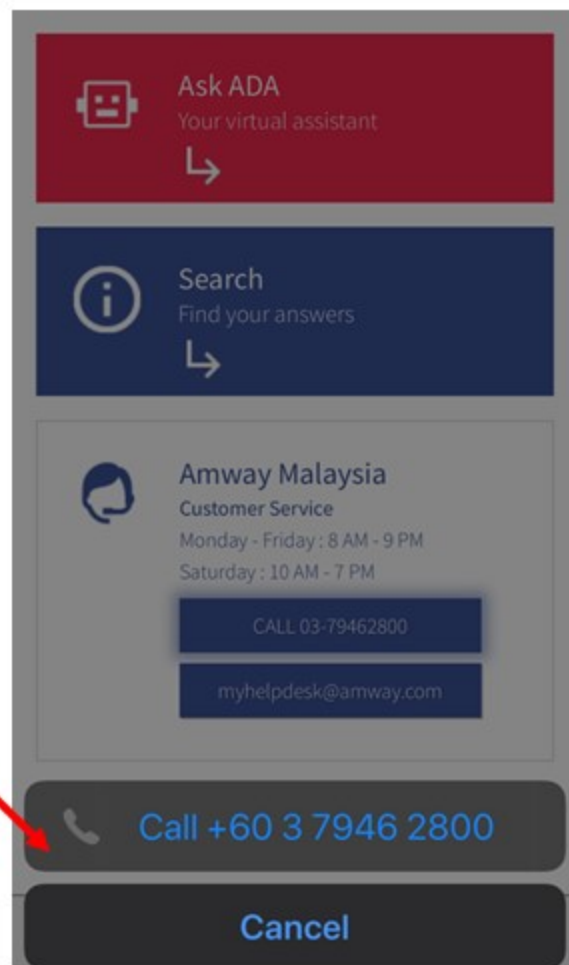 Ask ADA
Your virtual assistant
Search
Find your answers
Amway Malaysia
Customer Service
Monday - Friday : 8 AM - 9 PM
Saturday : 10 AM - 7 PM
CALL 03-79462800
myhelpdesk@amway.com
Call +60 3 7946 2800
Cancel